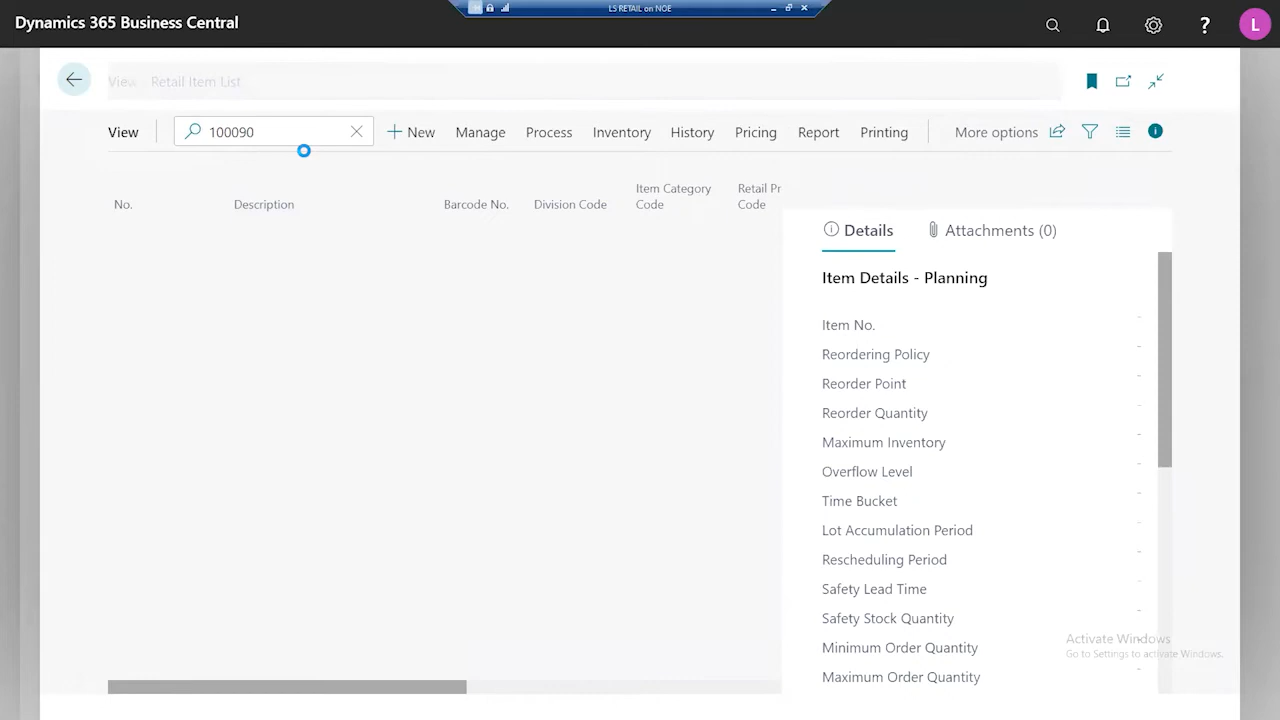 LS RETAIL on NOE
Dynamics 365 Business Central
L
View - Retail Item List
View
100090
New
Manage
Process
Inventory
History
Pricing
Report
Printing
More options
No.
Description
Barcode No.
Division Code
Item Category
Code
Retail Pr
Code
Details
Attachments (0)
Item Details - Planning
Item No.
Reordering Policy
Reorder Point
Reorder Quantity
Maximum Inventory
Overflow Level
Time Bucket
Lot Accumulation Period
Rescheduling Period
Safety Lead Time
Safety Stock Quantity
Minimum Order Quantity
Maximum Order Quantity
Activate Windows
Go to Settings to activate Windows.